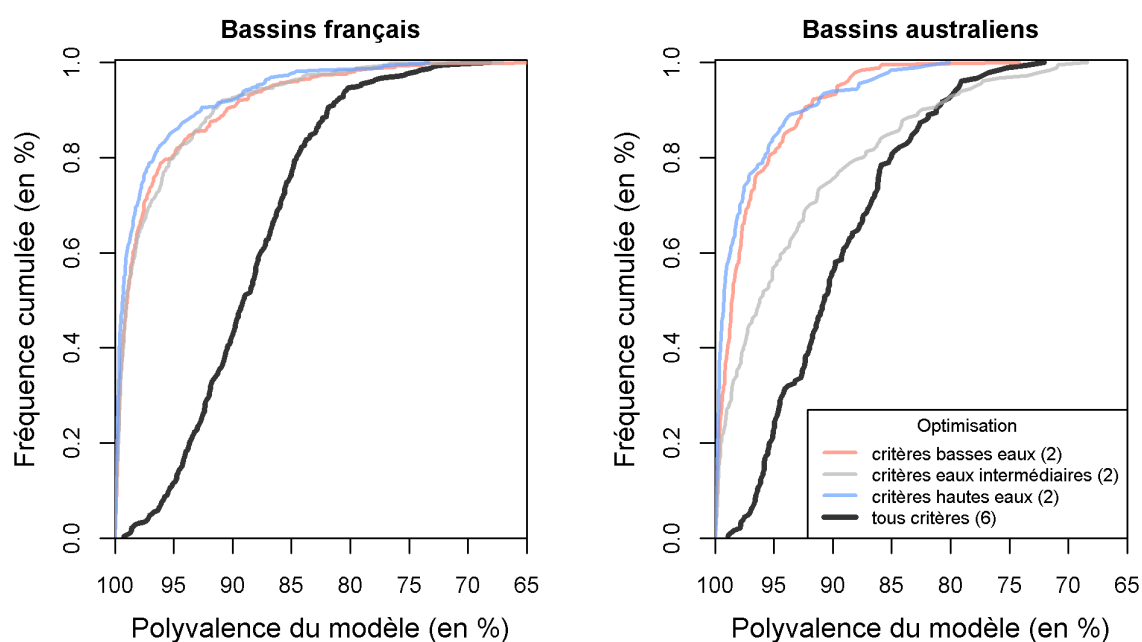 Bassins français
Fréquence cumulée (en %)
1.0
0.8
0.6
0.4
0.2
0.0
100 95 90 85 80 75 70 65
Polyvalence du modèle (en %)
Bassins australiens
Fréquence cumulée (en %)
1.0
0.8
0.6
0.4
0.2
0.0
Optimisation
critères basses eaux (2)
critères eaux intermédiaires (2)
critères hautes eaux (2)
tous critères (6)
100 95 90 85 80 75 70 65
Polyvalence du modèle (en %)